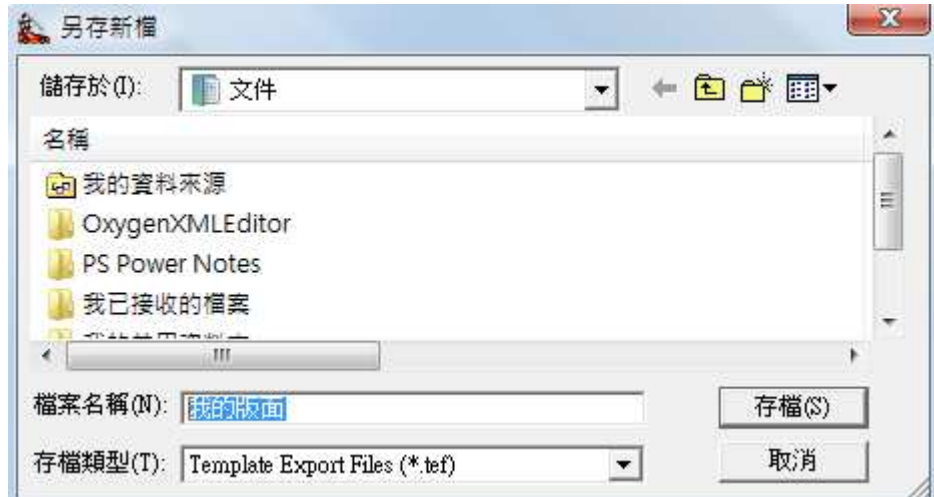 另存新檔
儲存於(I): 文件
名稱
我的資料來源
OxygenXMLEditor
PS Power Notes
我已接收的檔案
檔案名稱(N): 我的版面 存檔(S)
存檔類型(T): Template Export Files (*.tef) 取消